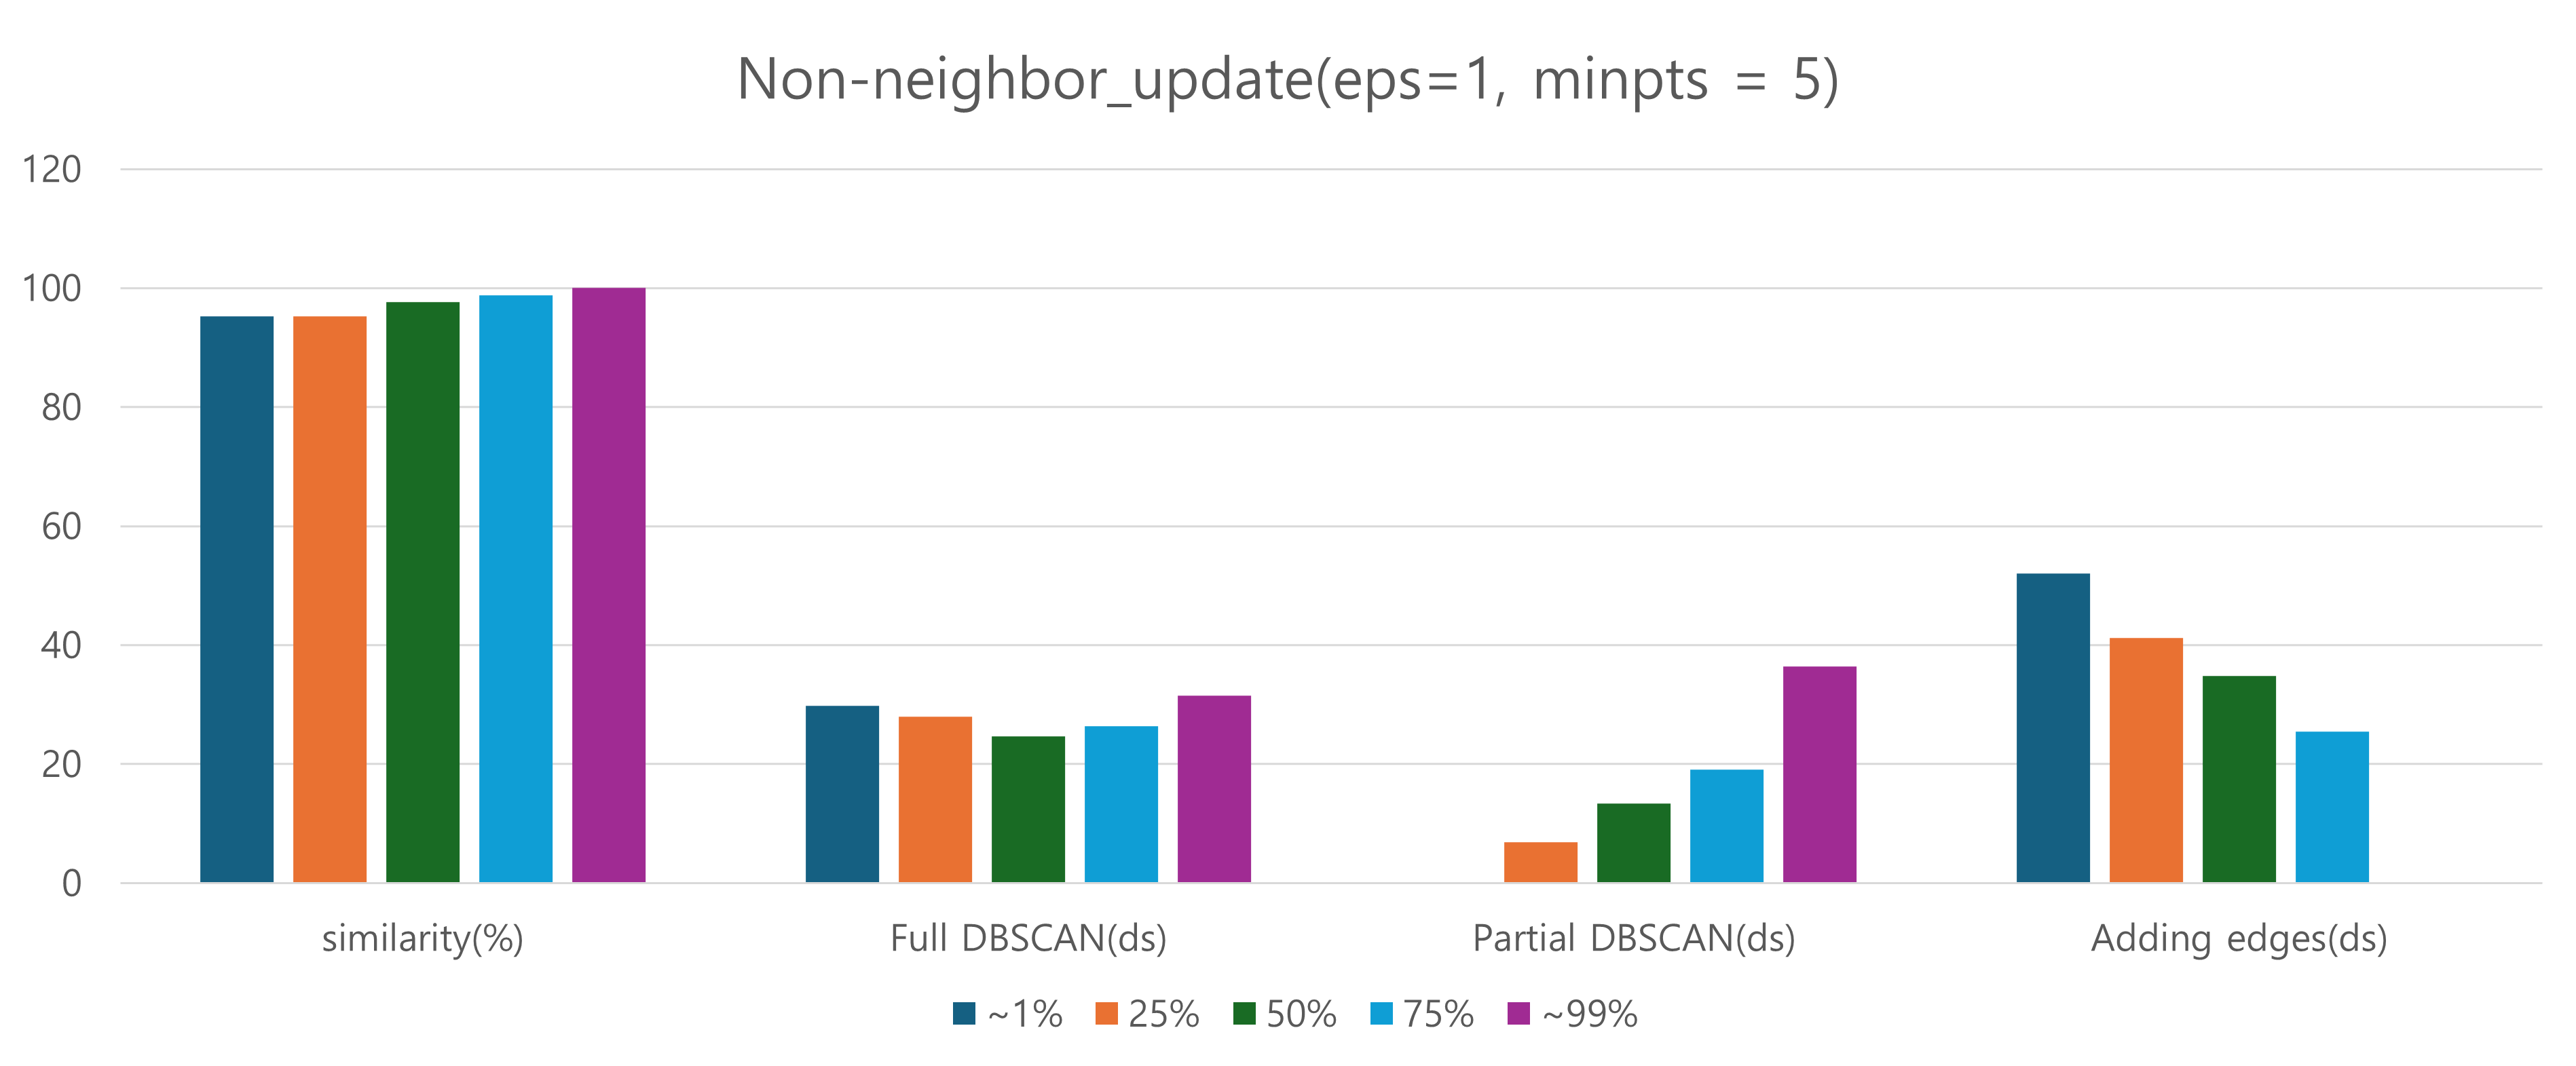 Non-neighbor_update(eps=1, minpts = 5)
120
100
80
60
40
20
0
similarity(%) Full DBSCAN(ds) Partial DBSCAN(ds) Adding edges(ds)
~1% 25% 50% 75% ~99%